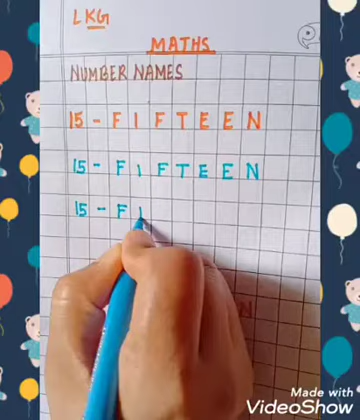 LKG
MATHS
NUMBER NAMES
15 - FIFTEEN
15 - FIFTEEN
15 - FI
N
Made with
VideoShow